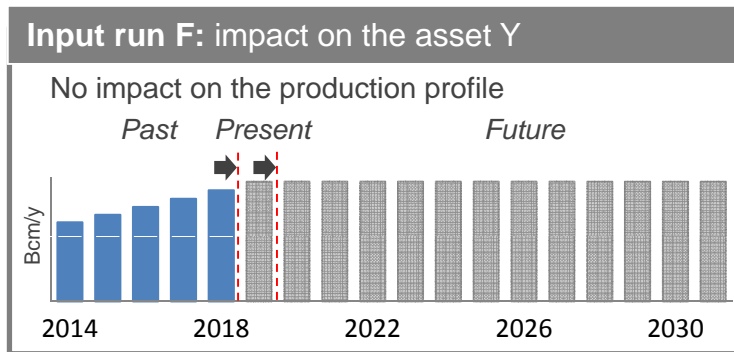 Input run F: impact on the asset Y
No impact on the production profile
Past Present Future
Bcm/y
2014 2018 2022 2026 2030